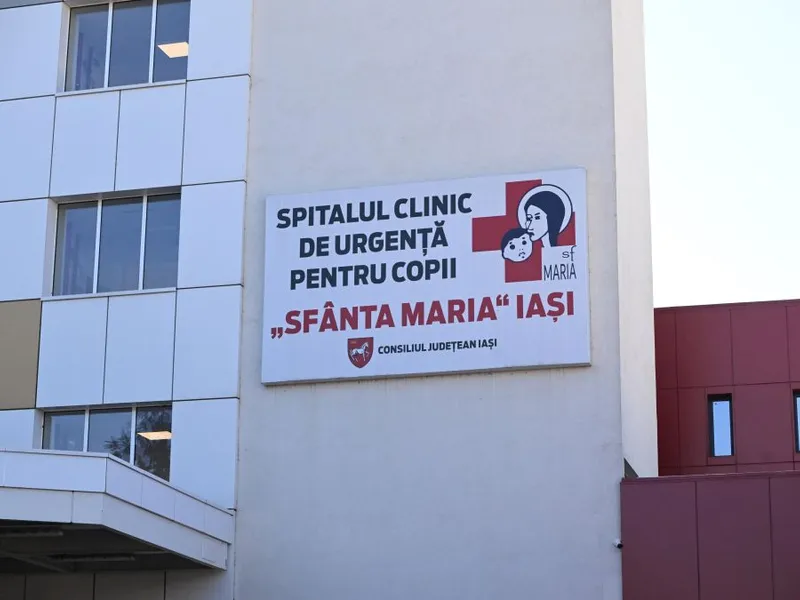 SPITALUL CLINIC
DE URGENȚĂ
PENTRU COPII
„SFÂNTA MARIA“ IAȘI
CONSILIUL JUDEȚEAN IAȘI
sf
MARIA